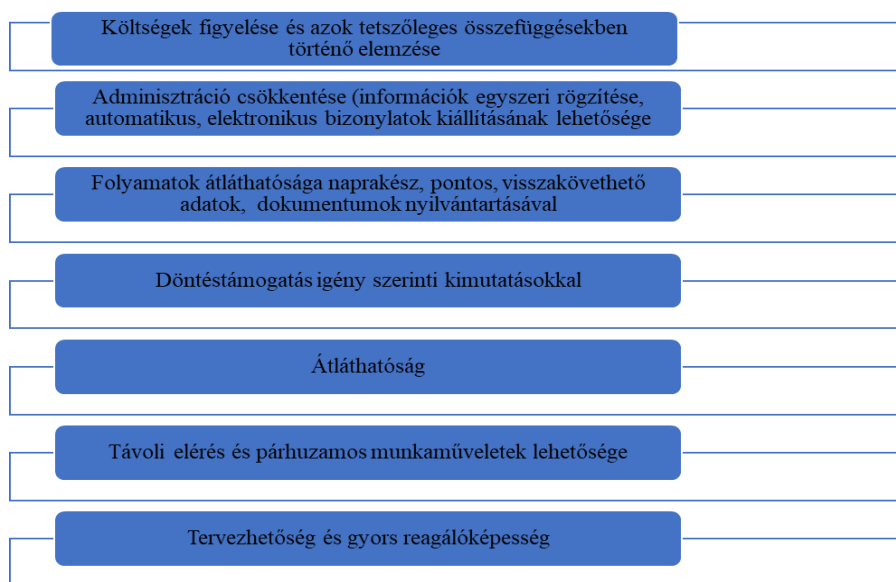 Költségek figyelése és azok tetszőleges összefüggésekben
történő elemzése
Adminisztráció csökkentése (információk egyszeri rögzítése,
automatikus, elektronikus bizonylatok kiállításának lehetősége
Folyamatok átláthatósága naprakész, pontos, visszakövethető
adatok, dokumentumok nyilvántartásával
Döntéstámogatás igény szerinti kimutatásokkal
Átláthatóság
Távoli elérés és párhuzamos munkaműveletek lehetősége
Tervezhetőség és gyors reagálóképesség